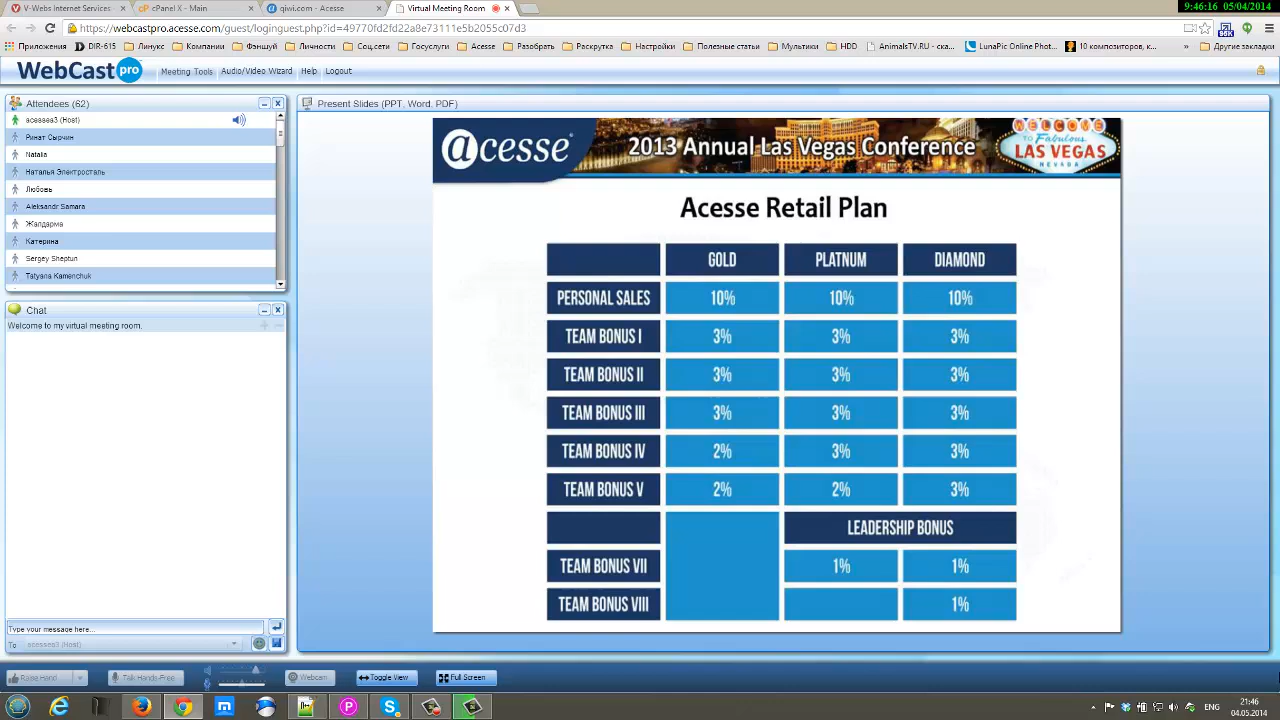 V-Webs Internet Services
cPanel X - Main
qiwi.com - Acesse
Virtual Meeting Room
9:46:16 05/04/2014
https://webcastpro.acesse.com/guest/loginguest.php?id=49770fd2fd22a8e73111e5b2055c07d3
Приложения
DIR-615
Линукс
Компании
Фэншуй
Личности
Соц.сети
Госуслуги
Acesse
Разобрать
Раскрутка
Настройки
Полезные статьи
Мультики
HDD
AnimalsTV.RU - ска...
LunaPic Online Phot...
10 композиторов, к...
»
Другие закладки
WebCast pro
Meeting Tools
Audio/Video Wizard
Help
Logout
Attendees (62)
acessea3 (Host)
Ринат Сырчин
Natalia
Наталья Электросталь
Любовь
Aleksandr Samara
Жалдарма
Катерина
Sergey Sheptun
Tatyana Kamenchuk
Chat
Welcome to my virtual meeting room.
Type your message here...
To
acessea3 (Host)
Present Slides (PPT, Word, PDF)
@cesse
2013 Annual Las Vegas Conference
WELCOME
TO Fabulous
LAS VEGAS
NEVADA
Acesse Retail Plan
GOLD PLATNUM DIAMOND
PERSONAL SALES 10% 10% 10%
TEAM BONUS I 3% 3% 3%
TEAM BONUS II 3% 3% 3%
TEAM BONUS III 3% 3% 3%
TEAM BONUS IV 2% 3% 3%
TEAM BONUS V 2% 2% 3%
LEADERSHIP BONUS
TEAM BONUS VII 1% 1%
TEAM BONUS VIII 1%
Raise Hand
Talk Hands-Free
Webcam
Toggle View
Full Screen
ENG
21:46
04.05.2014